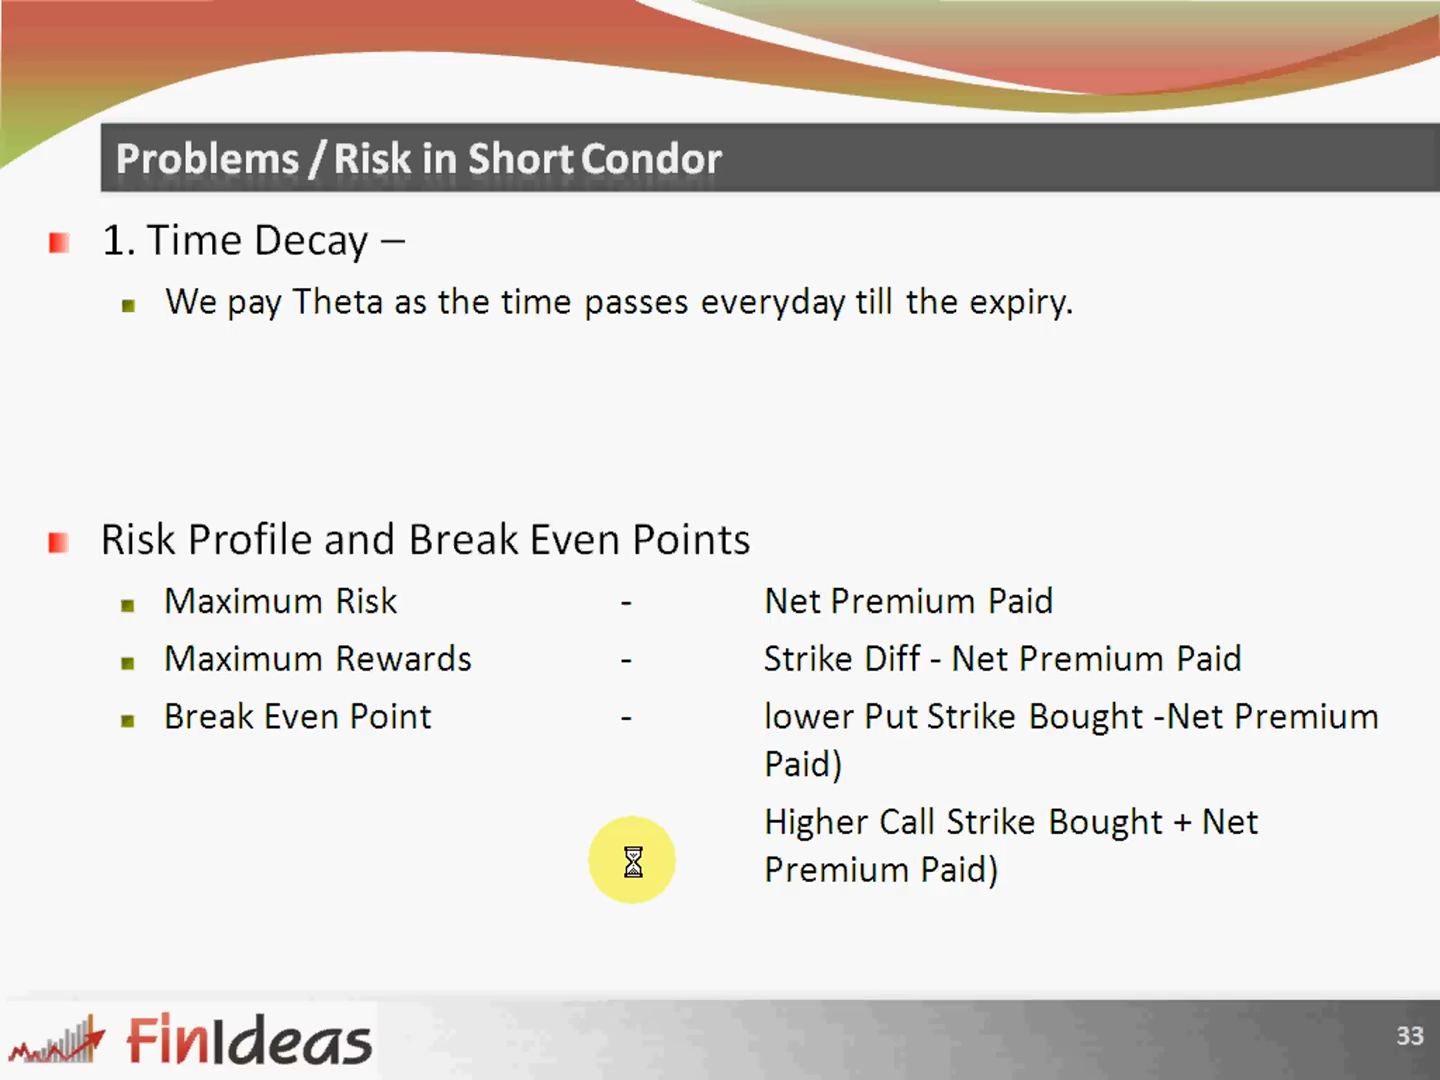 Problems / Risk in Short Condor
1. Time Decay –
We pay Theta as the time passes everyday till the expiry.
Risk Profile and Break Even Points
Maximum Risk - Net Premium Paid
Maximum Rewards - Strike Diff - Net Premium Paid
Break Even Point - lower Put Strike Bought -Net Premium
Paid)
Higher Call Strike Bought + Net
Premium Paid)
FinIdeas
33